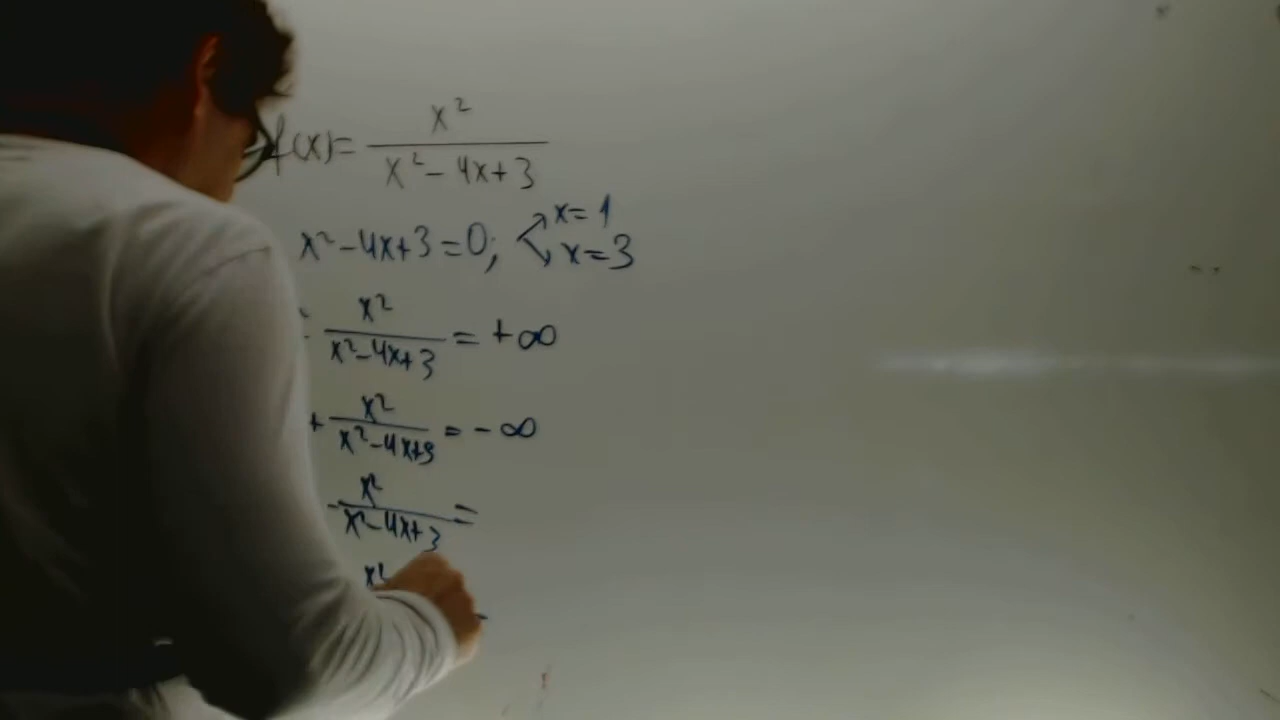 f(x) = x² / (x² - 4x + 3)
x² - 4x + 3 = 0; x = 1
x = 3
- x² / (x² - 4x + 3) = +∞
+ x² / (x² - 4x + 3) = -∞
- x² / (x² - 4x + 3) =
x²